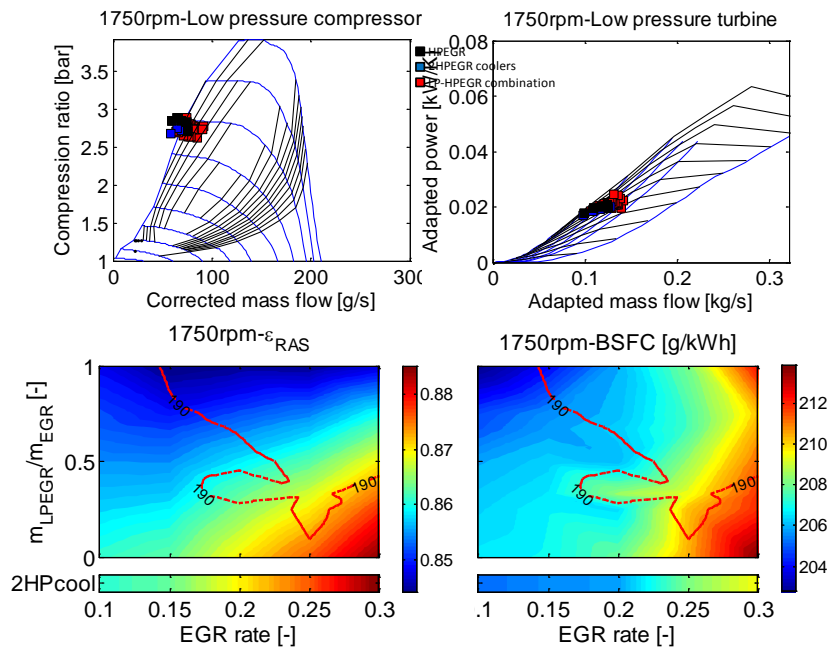 1750rpm-Low pressure compressor
Compression ratio [bar]
3.5
3
2.5
2
1.5
1
0 100 200 300
Corrected mass flow [g/s]
1750rpm-Low pressure turbine
HPEGR
2HPEGR coolers
LP-HPEGR combination
Adapted power [kW/K]
0.08
0.06
0.04
0.02
0
0 0.1 0.2 0.3
Adapted mass flow [kg/s]
1750rpm-εRAS
mLPEGR/mEGR [-]
1
0.5
0
190
190
190
0.88
0.87
0.86
0.85
2HPcool
0.1 0.15 0.2 0.25 0.3
EGR rate [-]
1750rpm-BSFC [g/kWh]
190
190
190
212
210
208
206
204
0.1 0.15 0.2 0.25 0.3
EGR rate [-]